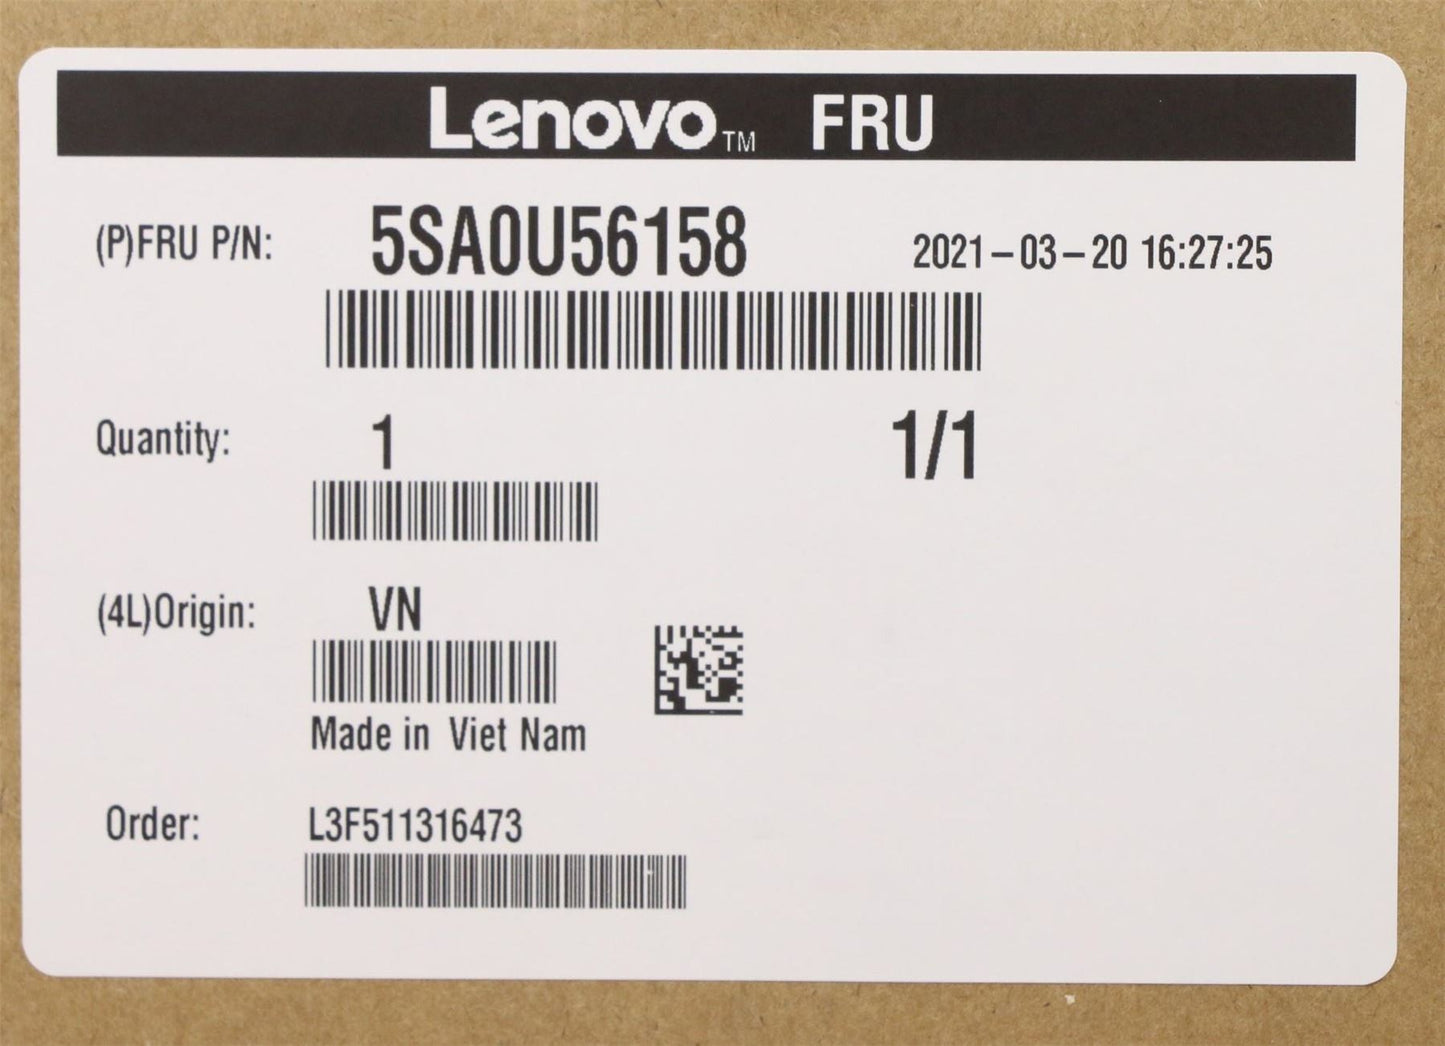 Lenovo™ FRU
(P)FRU P/N: 5SA0U56158 2021-03-20 16:27:25
Quantity: 1 1/1
(4L)Origin: VN
Made in Viet Nam
Order: L3F511316473